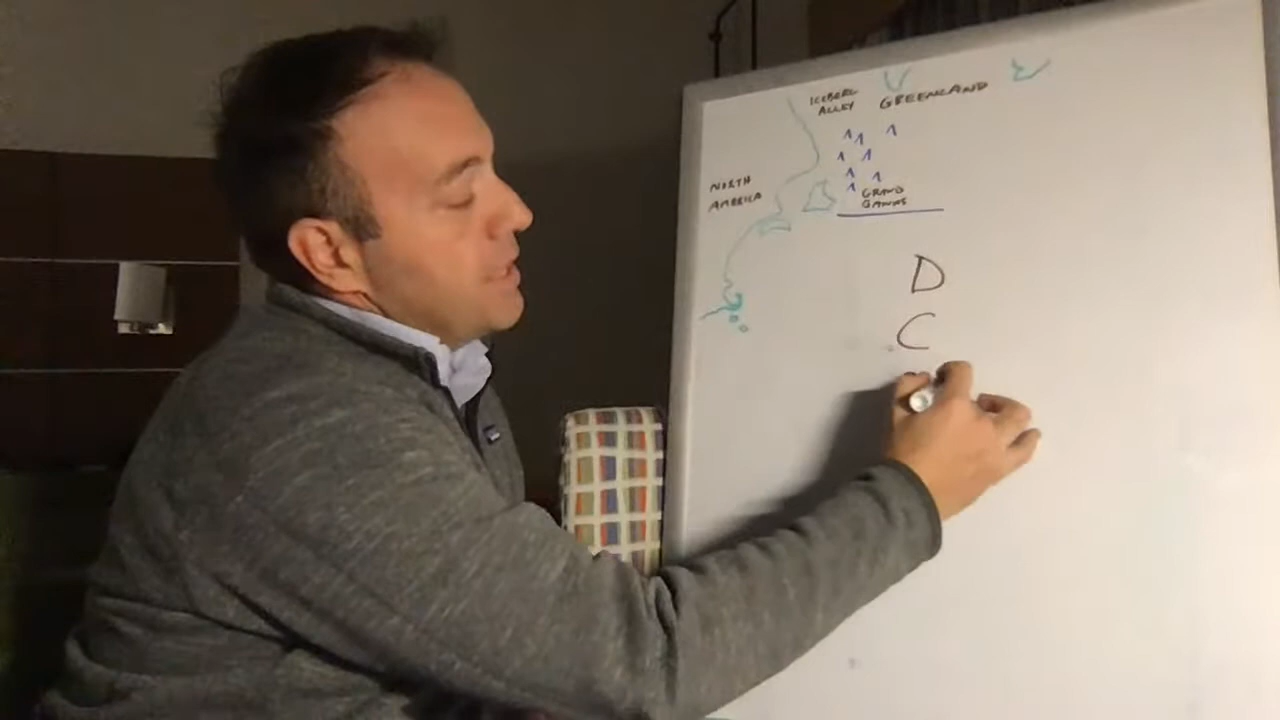 ICEBERG
ALLEY
GREENLAND
NORTH
AMERICA
GRAND
BANKS
D
C